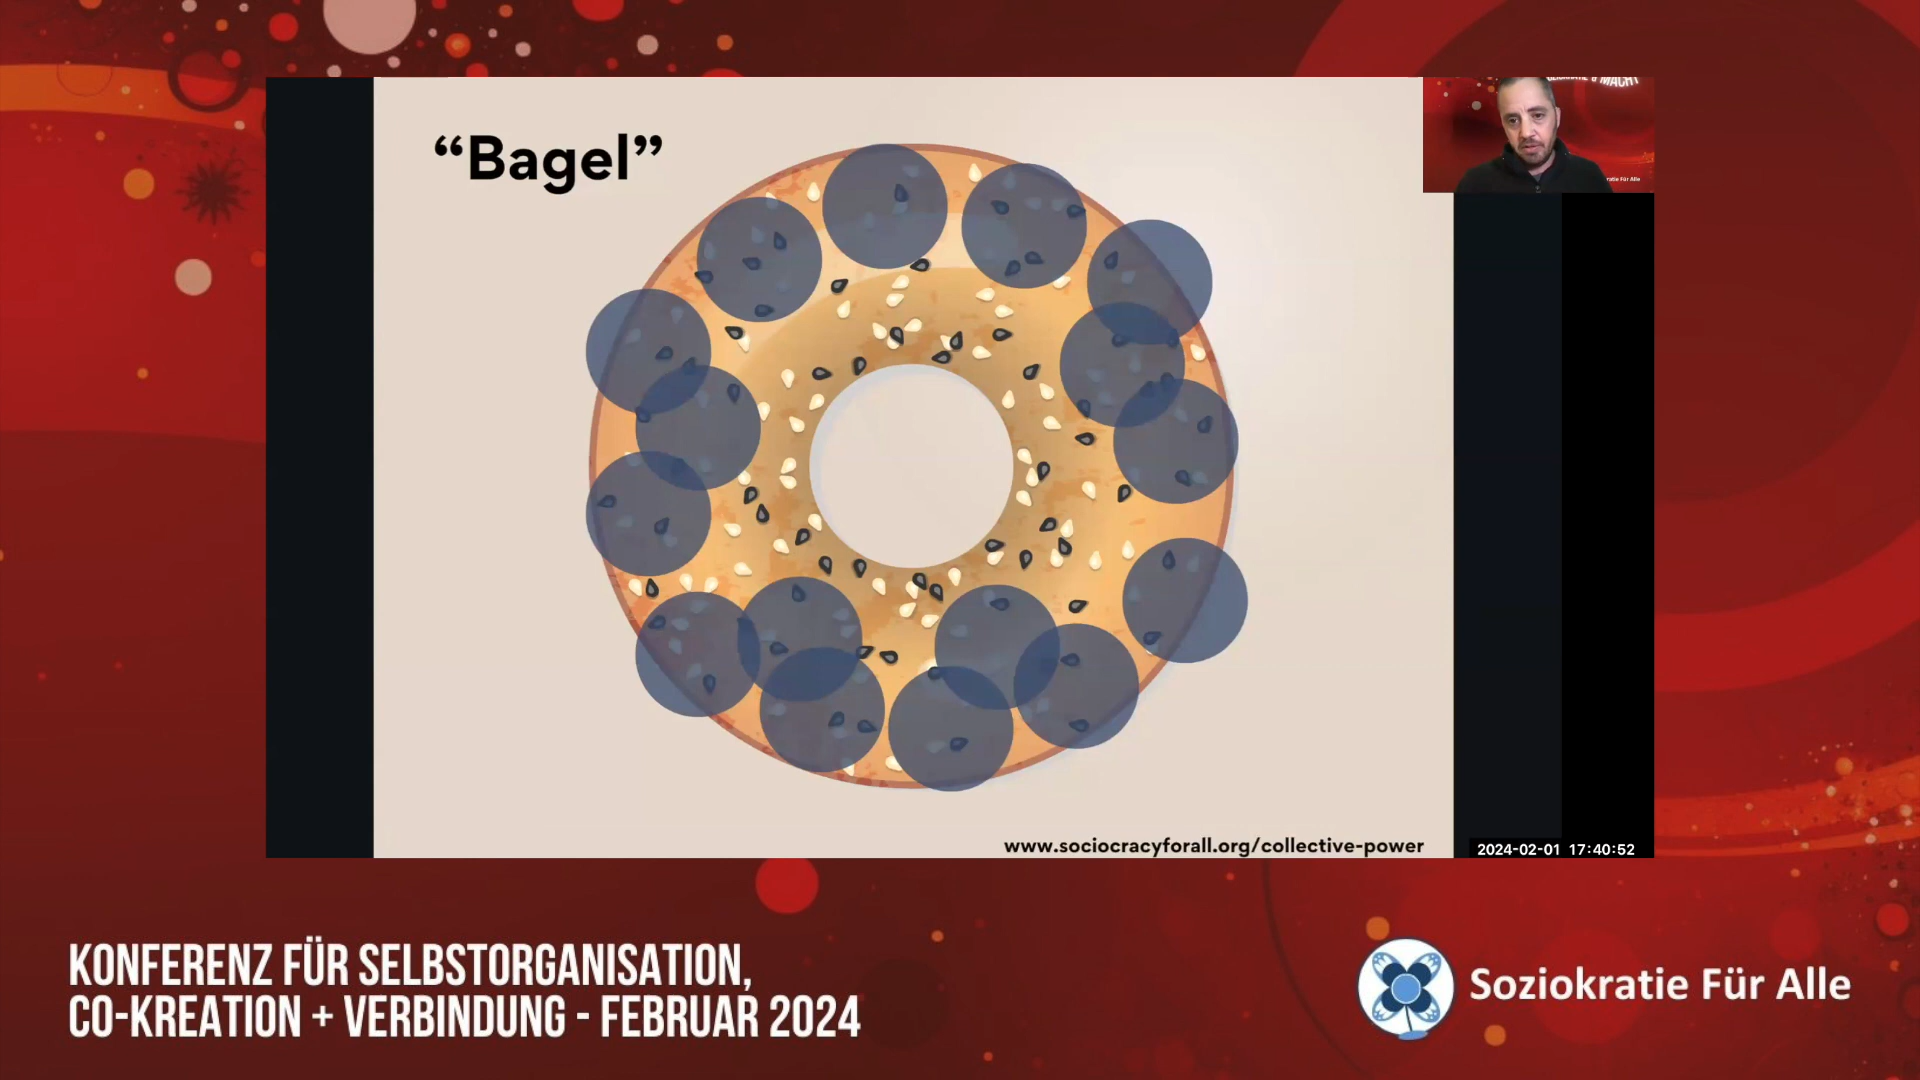 “Bagel”
MACHT
www.sociocracyforall.org/collective-power
2024-02-01 17:40:52
KONFERENZ FÜR SELBSTORGANISATION,
CO-KREATION + VERBINDUNG - FEBRUAR 2024
Soziokratie Für Alle